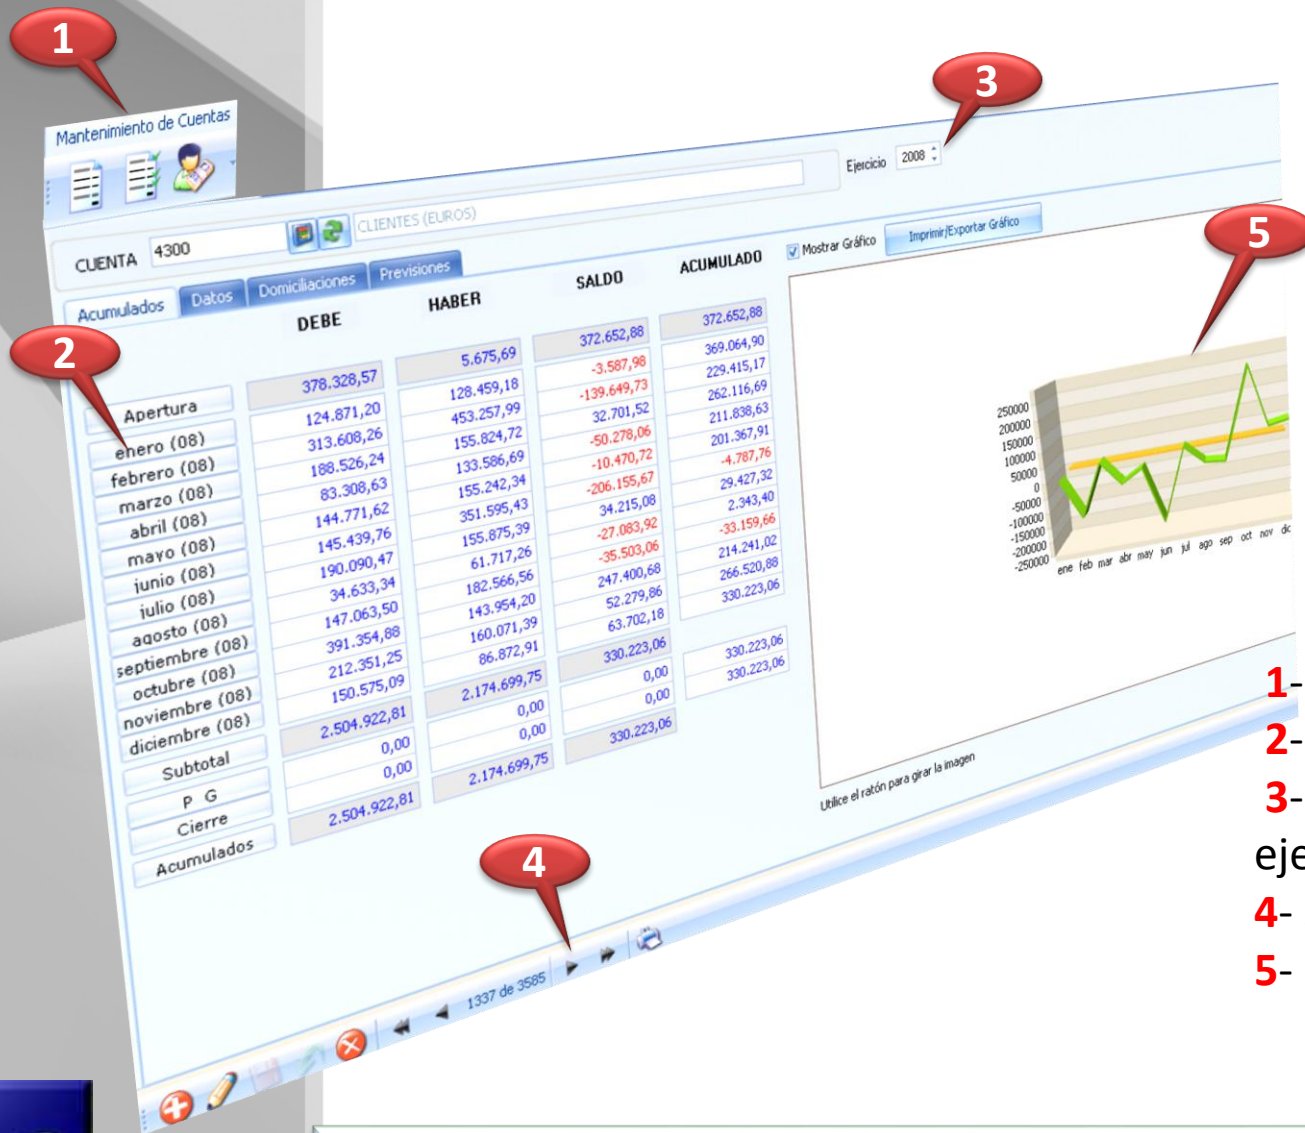 1
Mantenimiento de Cuentas
3
Ejercicio 2008
CUENTA 4300 CLIENTES (EUROS)
5
Mostrar Gráfico Imprimir/Exportar Gráfico
Acumulados Datos Domiciliaciones Previsiones
DEBE HABER SALDO ACUMULADO
2
Apertura 378.328,57 5.675,69 372.652,88 372.652,88
enero (08) 124.871,20 128.459,18 -3.587,98 369.064,90
febrero (08) 313.608,26 453.257,99 -139.649,73 229.415,17
marzo (08) 188.526,24 155.824,72 32.701,52 262.116,69
abril (08) 83.308,63 133.586,69 -50.278,06 211.838,63
mayo (08) 144.771,62 155.242,34 -10.470,72 201.367,91
junio (08) 145.439,76 351.595,43 -206.155,67 -4.787,76
julio (08) 190.090,47 155.875,39 34.215,08 29.427,32
agosto (08) 34.633,34 61.717,26 -27.083,92 2.343,40
septiembre (08) 147.063,50 182.566,56 -35.503,06 -33.159,66
octubre (08) 391.354,88 143.954,20 247.400,68 214.241,02
noviembre (08) 212.351,25 160.071,39 52.279,86 266.520,88
diciembre (08) 150.575,09 86.872,91 63.702,18 330.223,06
Subtotal 2.504.922,81 2.174.699,75 330.223,06
P G 0,00 0,00 0,00 330.223,06
Cierre 0,00 0,00 0,00 330.223,06
Acumulados 2.504.922,81 2.174.699,75 330.223,06
250000
200000
150000
100000
50000
0
-50000
-100000
-150000
-200000
-250000
ene feb mar abr may jun jul ago sep oct nov dic
Utilice el ratón para girar la imagen
4
1337 de 3585
1-
2-
3-
eje
4-
5-